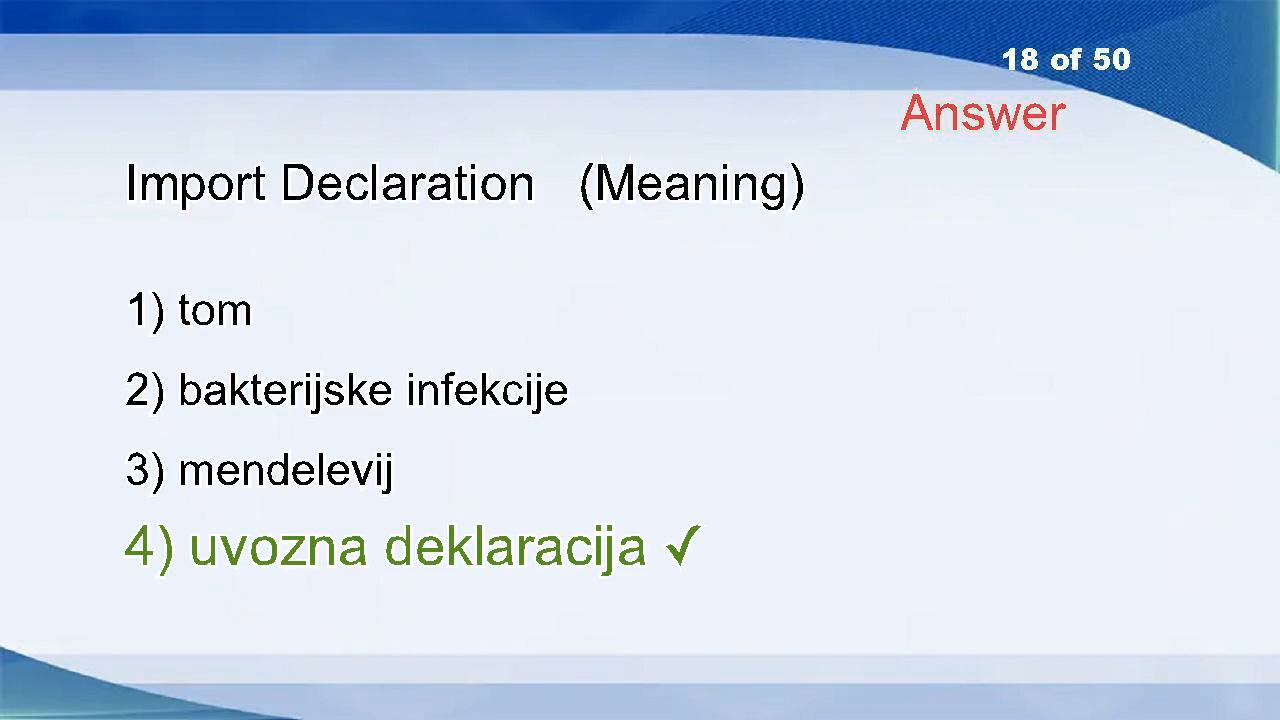 18 of 50
Answer
Import Declaration (Meaning)
1) tom
2) bakterijske infekcije
3) mendelevij
4) uvozna deklaracija ✓